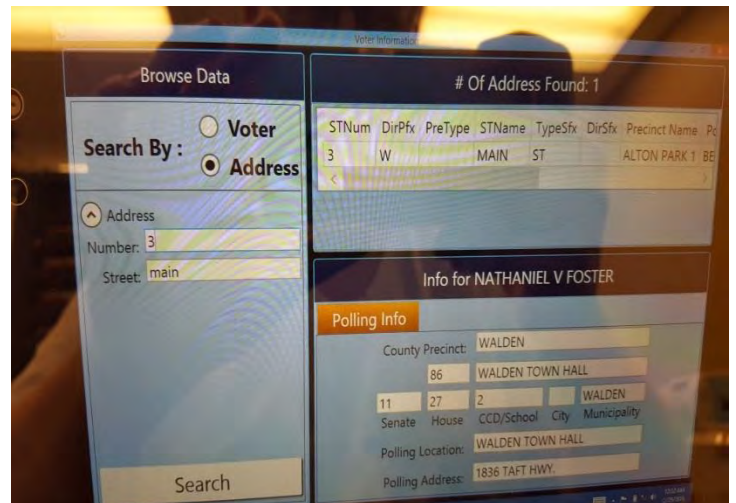 Voter Information
Browse Data
Search By :
Voter
Address
Address
Number: 3
Street: main
Search
# Of Address Found: 1
STNum DirPfx PreType STName TypeSfx DirSfx Precinct Name
3 W MAIN ST ALTON PARK 1 BE
Info for NATHANIEL V FOSTER
Polling Info
County Precinct: WALDEN
86 WALDEN TOWN HALL
11 27 2 WALDEN
Senate House CCD/School City Municipality
Polling Location: WALDEN TOWN HALL
Polling Address: 1836 TAFT HWY.